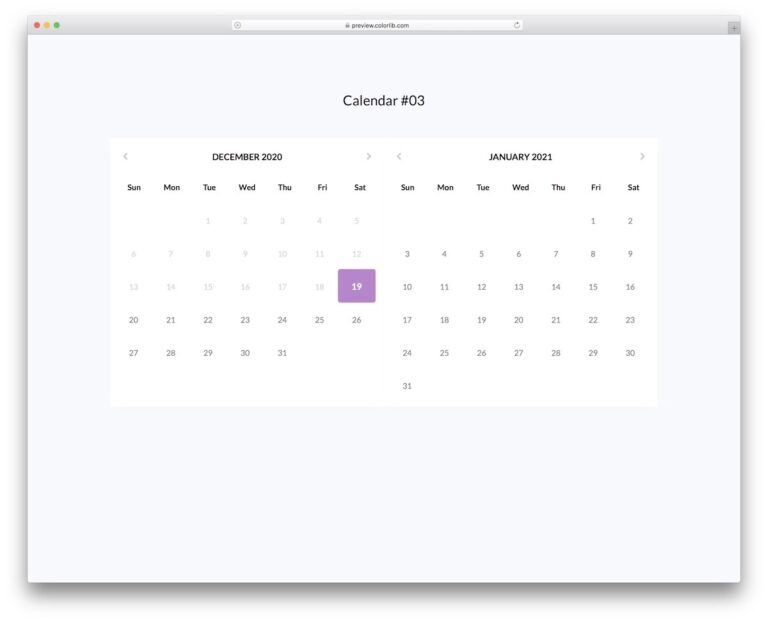 preview.colorlib.com
Calendar #03
DECEMBER 2020
Sun Mon Tue Wed Thu Fri Sat
1 2 3 4 5
6 7 8 9 10 11 12
13 14 15 16 17 18 19
20 21 22 23 24 25 26
27 28 29 30 31
JANUARY 2021
Sun Mon Tue Wed Thu Fri Sat
1 2
3 4 5 6 7 8 9
10 11 12 13 14 15 16
17 18 19 20 21 22 23
24 25 26 27 28 29 30
31